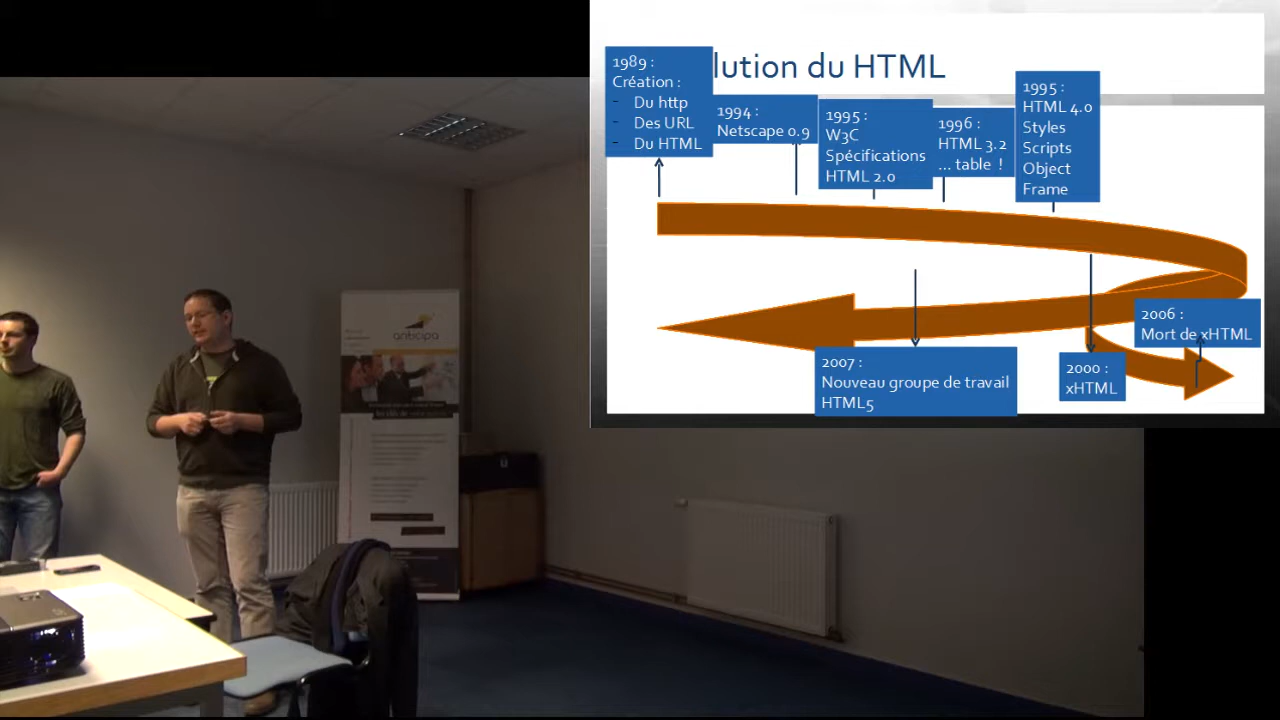 lution du HTML
1989 :
Création :
- Du http
- Des URL
- Du HTML
1994 :
Netscape 0.9
1995 :
W3C
Spécifications
HTML 2.0
1996 :
HTML 3.2
... table !
1995 :
HTML 4.0
Styles
Scripts
Object
Frame
2006 :
Mort de xHTML
2000 :
xHTML
2007 :
Nouveau groupe de travail
HTML5
anticipa